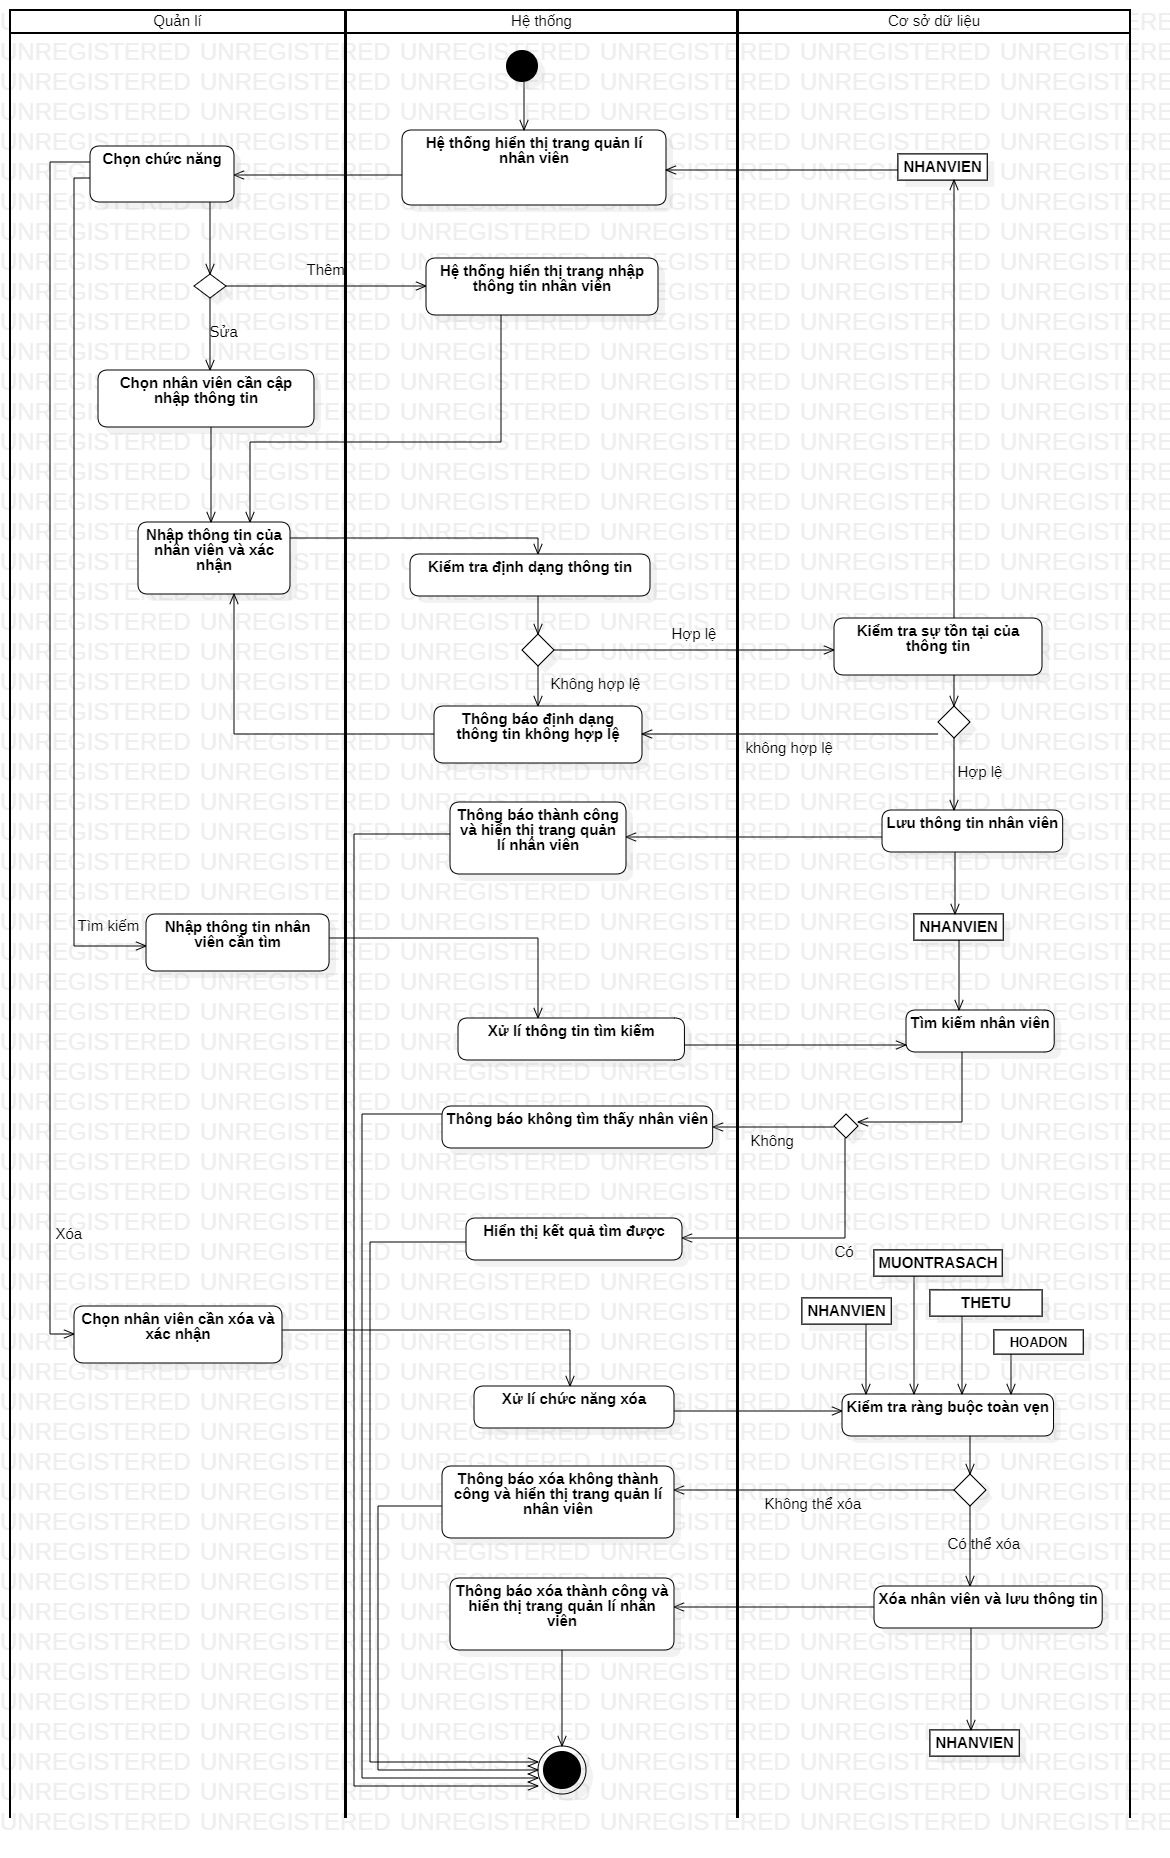 Quản lí
Hệ thống
Cơ sở dữ liệu
Hệ thống hiển thị trang quản lí
nhân viên
Chọn chức năng
NHANVIEN
Thêm
Hệ thống hiển thị trang nhập
thông tin nhân viên
Sửa
Chọn nhân viên cần cập
nhập thông tin
Nhập thông tin của
nhân viên và xác
nhận
Kiểm tra định dạng thông tin
Hợp lệ
Kiểm tra sự tồn tại của
thông tin
Không hợp lệ
Thông báo định dạng
thông tin không hợp lệ
không hợp lệ
Hợp lệ
Thông báo thành công
và hiển thị trang quản
lí nhân viên
Lưu thông tin nhân viên
NHANVIEN
Tìm kiếm
Nhập thông tin nhân
viên cần tìm
Xử lí thông tin tìm kiếm
Tìm kiếm nhân viên
Thông báo không tìm thấy nhân viên
Không
Xóa
Hiển thị kết quả tìm được
Có
MUONTRASACH
NHANVIEN
THETU
HOADON
Chọn nhân viên cần xóa và
xác nhận
Xử lí chức năng xóa
Kiểm tra ràng buộc toàn vẹn
Thông báo xóa không thành
công và hiển thị trang quản lí
nhân viên
Không thể xóa
Có thể xóa
Thông báo xóa thành công và
hiển thị trang quản lí nhân
viên
Xóa nhân viên và lưu thông tin
NHANVIEN
UNREGISTERED